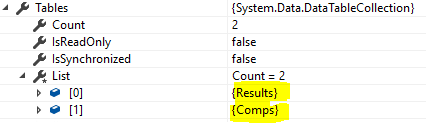 Tables {System.Data.DataTableCollection}
Count 2
IsReadOnly false
IsSynchronized false
List Count = 2
[0] {Results}
[1] {Comps}